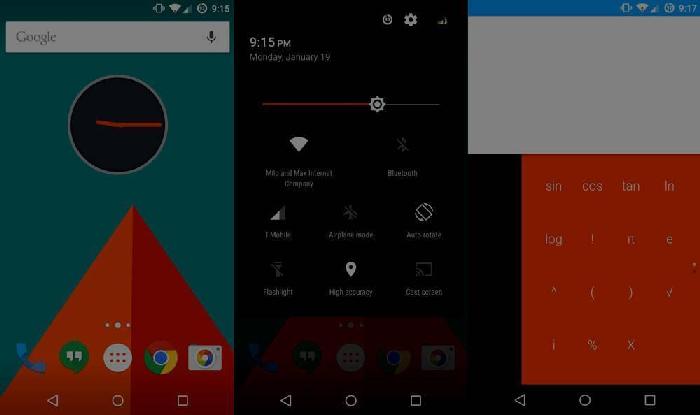 9:15
Google
9:15 PM
Monday, January 19
Milo and Max Internet
Company
Bluetooth
T-Mobile
Airplane mode
Auto rotate
Flashlight
High accuracy
Cast screen
9:17
sin cos tan ln
log ! π e
^ ( ) √
i % X